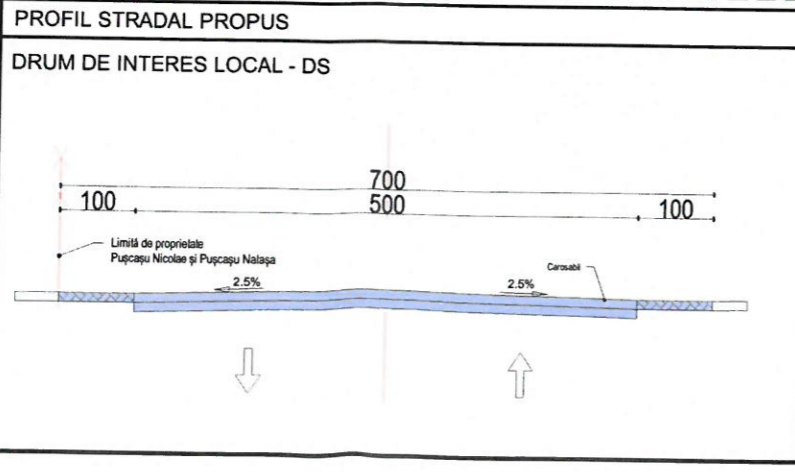 PROFIL STRADAL PROPUS
DRUM DE INTERES LOCAL - DS
700
100
500
100
Limită de proprietate
Pușcașu Nicolae și Pușcașu Natașa
Carosabil
2.5%
2.5%